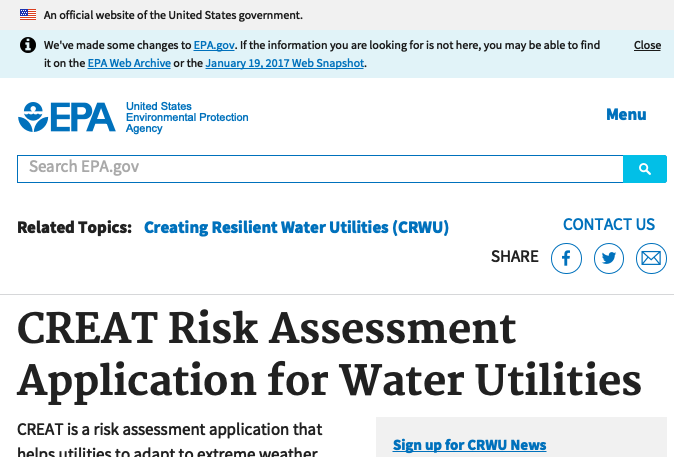 An official website of the United States government.
We've made some changes to EPA.gov. If the information you are looking for is not here, you may be able to find
it on the EPA Web Archive or the January 19, 2017 Web Snapshot.
Close
EPA
United States
Environmental Protection
Agency
Menu
Search EPA.gov
Related Topics: Creating Resilient Water Utilities (CRWU)
CONTACT US
SHARE
CREAT Risk Assessment
Application for Water Utilities
CREAT is a risk assessment application that
helps utilities to adapt to extreme weather
Sign up for CRWU News